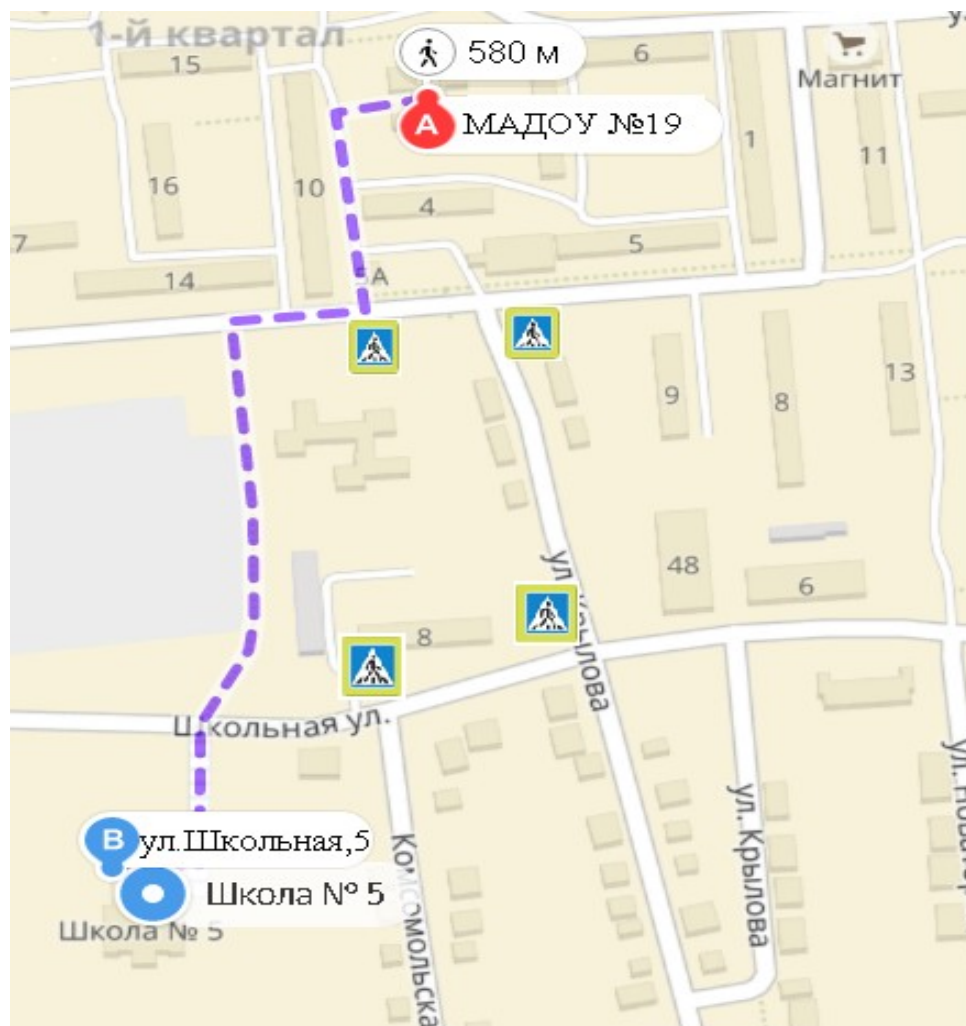 1-й квартал
580 м
6
Магнит
15
А
МАДОУ №19
1
11
16
10
4
5
7
14
5А
9
8
13
48
6
8
ул. Крылова
Школьная ул.
ул. Крылова
В
ул.Школьная,5
Школа № 5
Школа № 5